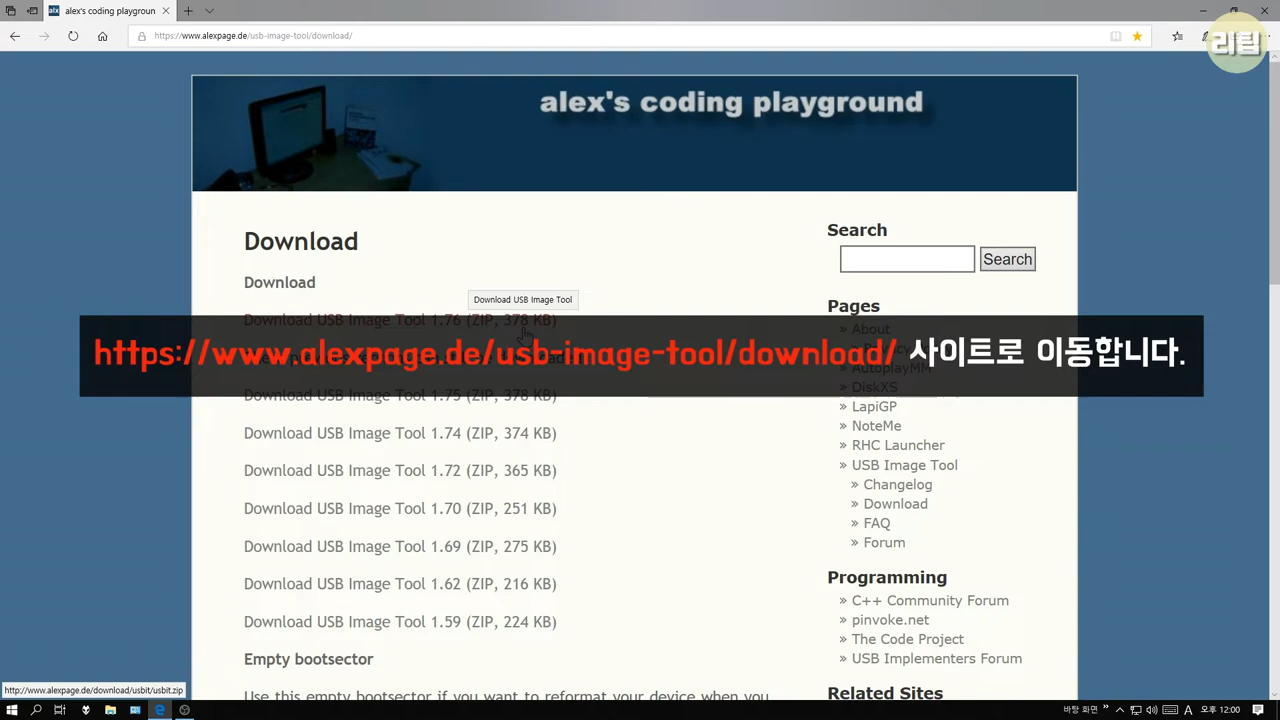 alex's coding playgroun
https://www.alexpage.de/usb-image-tool/download/
리팁
alex's coding playground
Download
Download
Download USB Image Tool
Download USB Image Tool 1.76 (ZIP, 378 KB)
https://www.alexpage.de/usb-image-tool/download/ 사이트로 이동합니다.
Download USB Image Tool 1.75 (ZIP, 378 KB)
Download USB Image Tool 1.74 (ZIP, 374 KB)
Download USB Image Tool 1.72 (ZIP, 365 KB)
Download USB Image Tool 1.70 (ZIP, 251 KB)
Download USB Image Tool 1.69 (ZIP, 275 KB)
Download USB Image Tool 1.62 (ZIP, 216 KB)
Download USB Image Tool 1.59 (ZIP, 224 KB)
Empty bootsector
Use this empty bootsector if you want to reformat your device when you
Search
Search
Pages
» About
» AutoplayMM
» DiskXS
» LapiGP
» NoteMe
» RHC Launcher
» USB Image Tool
» Changelog
» Download
» FAQ
» Forum
Programming
» C++ Community Forum
» pinvoke.net
» The Code Project
» USB Implementers Forum
Related Sites
http://www.alexpage.de/download/usbit/usbit.zip
바탕 화면 » A 오후 12:00